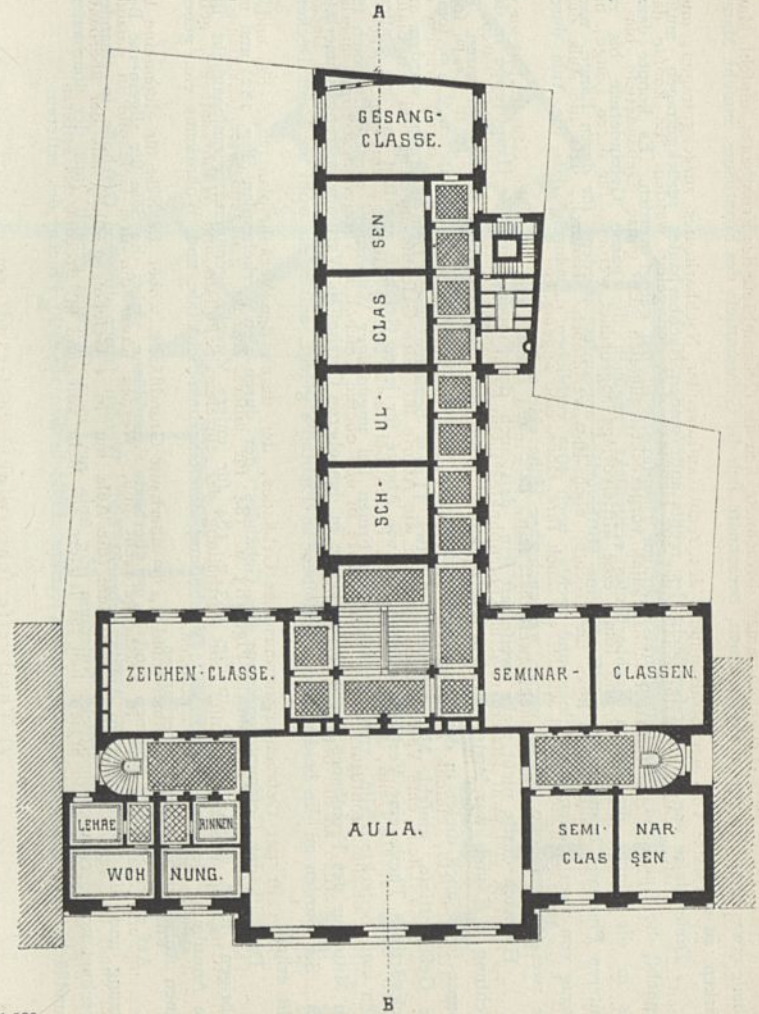 A
GESANG-
CLASSE.
SEN
CLAS
UL-
SCH-
ZEICHEN-CLASSE.
SEMINAR-
CLASSEN.
LEHRE
RINNEN
WOH
NUNG.
AULA.
SEMI-
NAR
CLAS
SEN
B